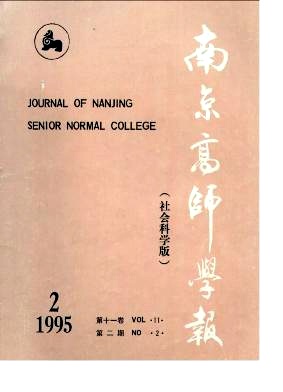 JOURNAL OF NANJING
SENIOR NORMAL COLLEGE
南京高師學報
(社会科学版)
2
1995
第十一卷 VOL ·11·
第二期 NO ·2·